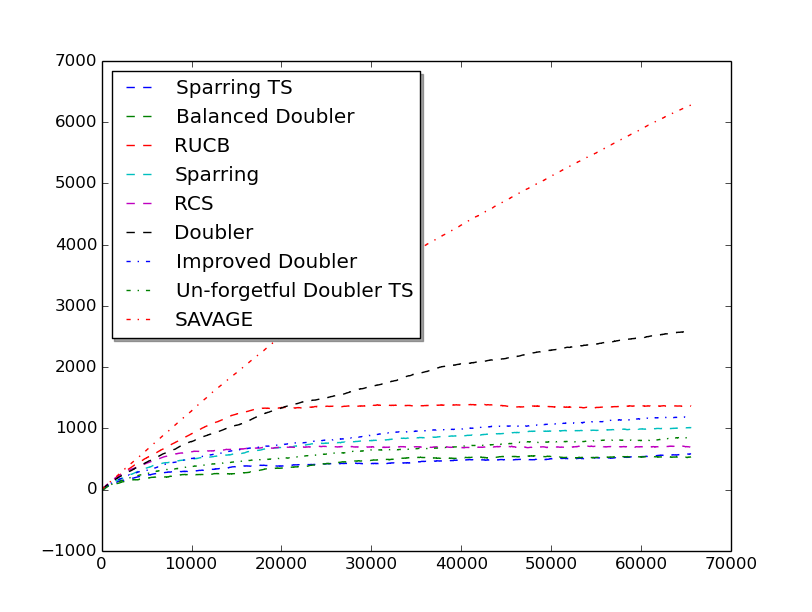 7000
6000
5000
4000
3000
2000
1000
0
−1000
Sparring TS
Balanced Doubler
RUCB
Sparring
RCS
Doubler
Improved Doubler
Un-forgetful Doubler TS
SAVAGE
0 10000 20000 30000 40000 50000 60000 70000